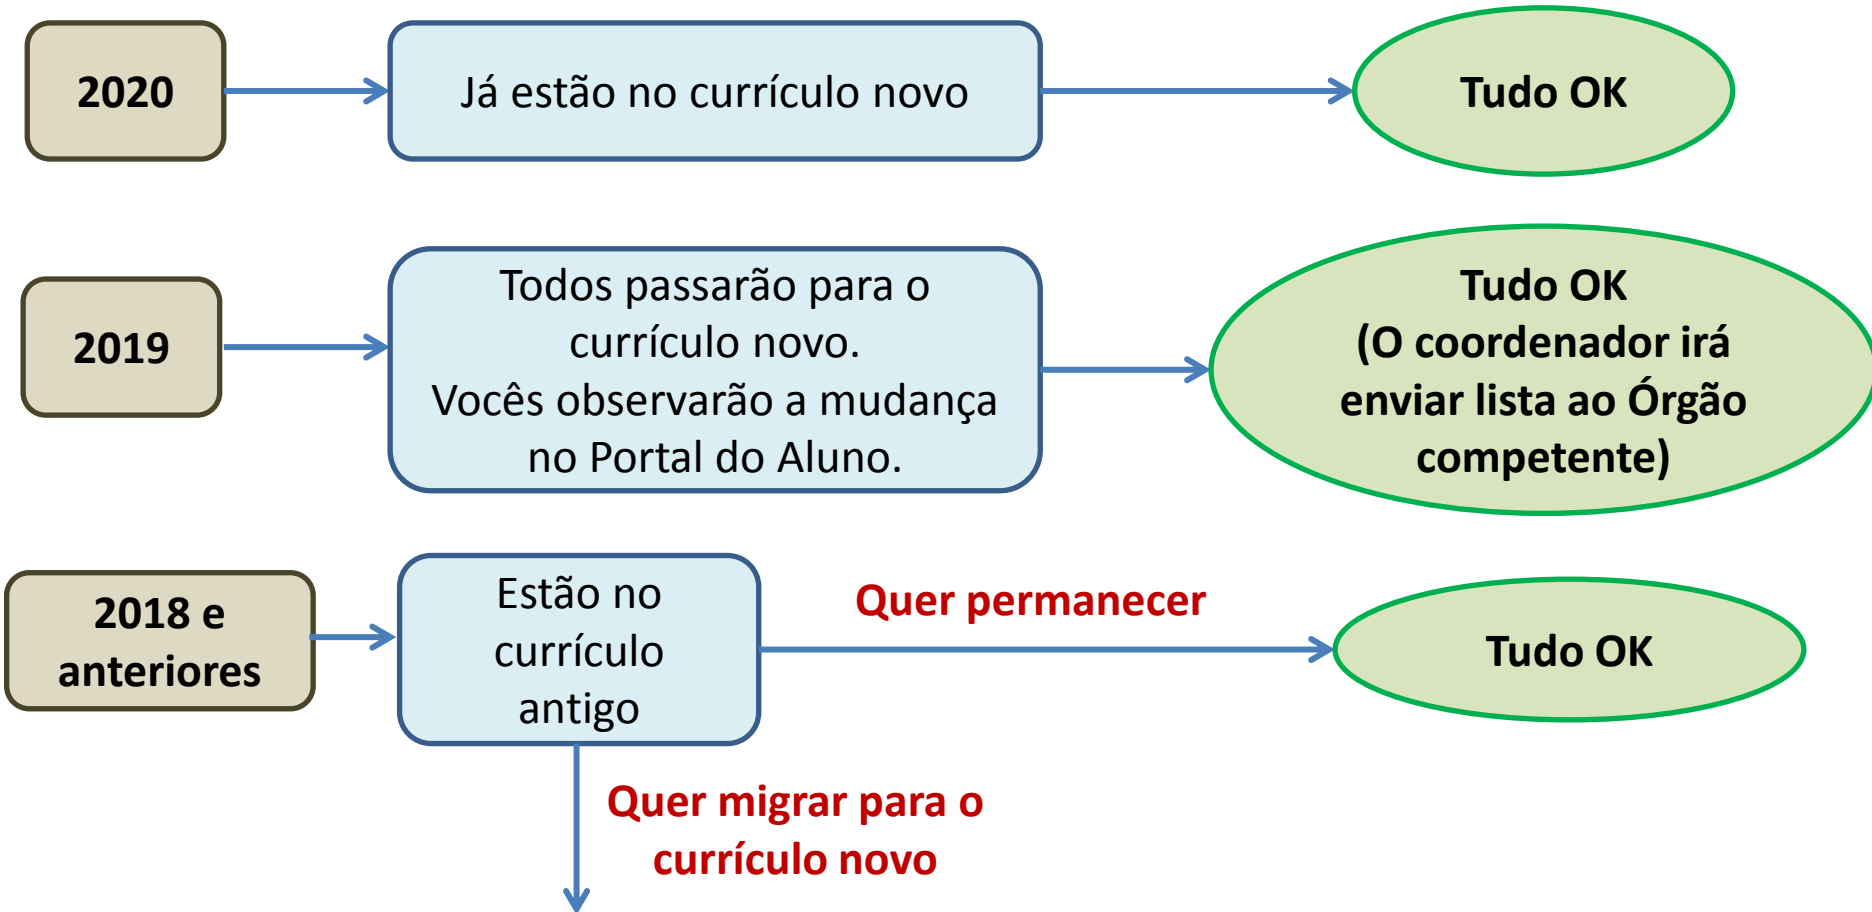 2020
Já estão no currículo novo
Tudo OK
2019
Todos passarão para o
currículo novo.
Vocês observarão a mudança
no Portal do Aluno.
Tudo OK
(O coordenador irá
enviar lista ao Órgão
competente)
2018 e
anteriores
Estão no
currículo
antigo
Quer permanecer
Tudo OK
Quer migrar para o
currículo novo